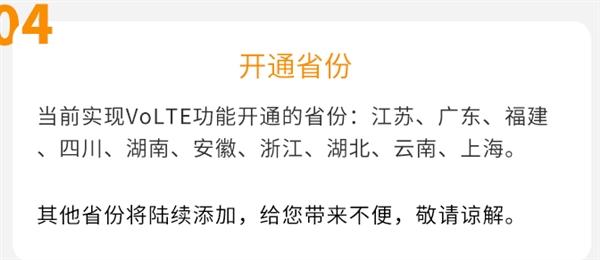 04
开通省份
当前实现VoLTE功能开通的省份：江苏、广东、福建
、四川、湖南、安徽、浙江、湖北、云南、上海。
其他省份将陆续添加，给您带来不便，敬请谅解。